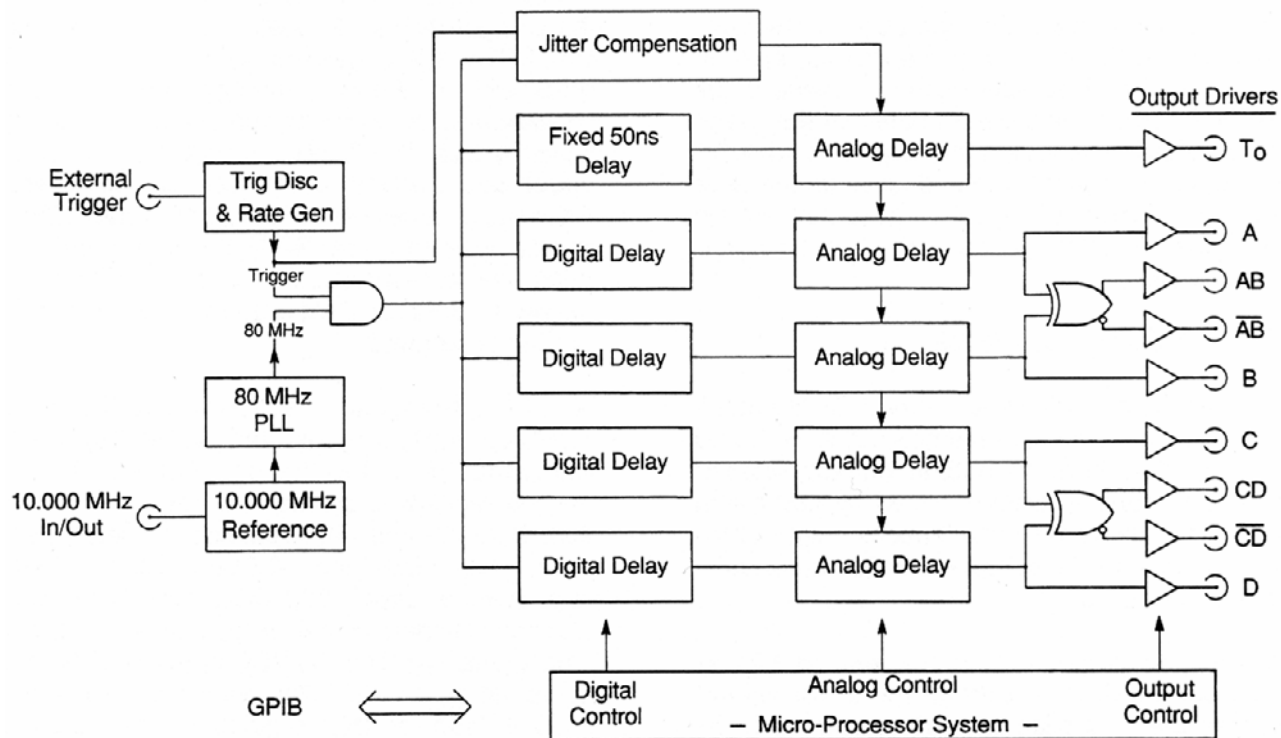 Jitter Compensation
Output Drivers
Fixed 50ns
Delay
Analog Delay
To
External
Trigger
Trig Disc
& Rate Gen
Trigger
Digital Delay
Analog Delay
A
AB
A̅B̅
80 MHz
Digital Delay
Analog Delay
B
80 MHz
PLL
Digital Delay
Analog Delay
C
CD
C̅D̅
10.000 MHz
In/Out
10.000 MHz
Reference
Digital Delay
Analog Delay
D
GPIB
Digital
Control
Analog Control
Output
Control
– Micro-Processor System –